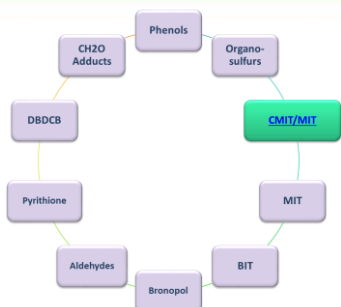 Phenols
Organo-
sulfurs
CMIT/MIT
MIT
BIT
Bronopol
Aldehydes
Pyrithione
DBDCB
CH2O
Adducts